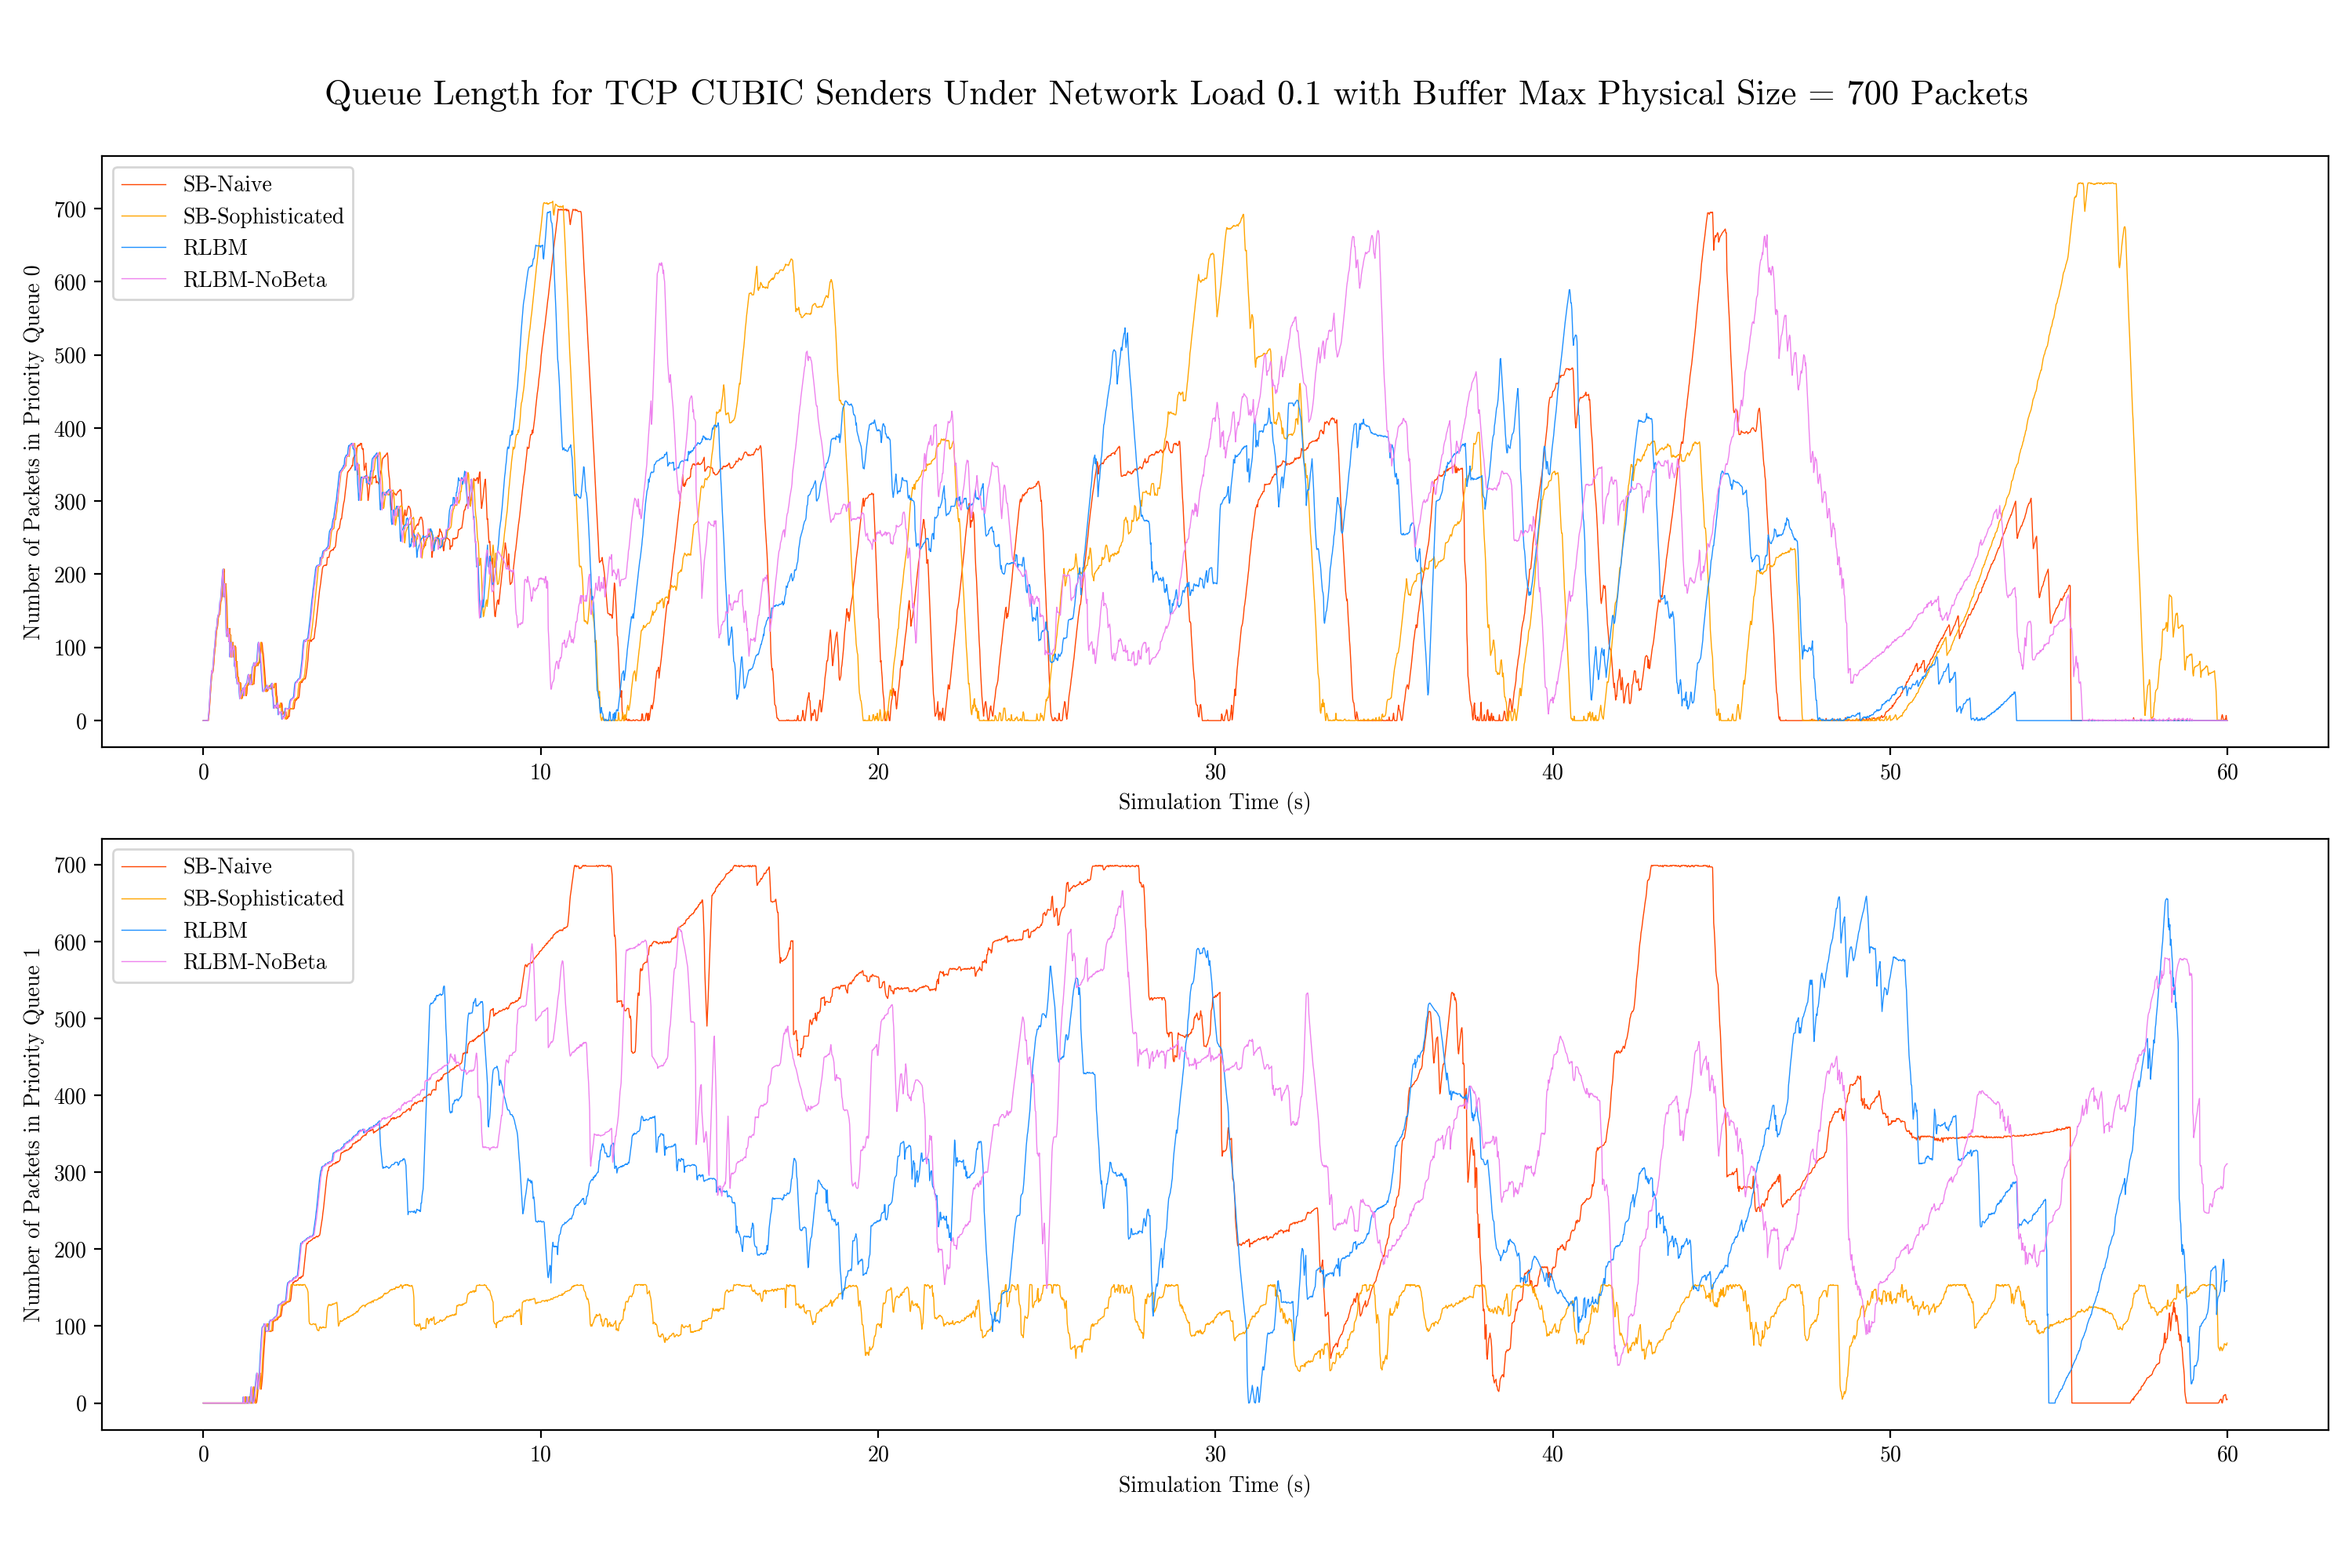 Queue Length for TCP CUBIC Senders Under Network Load 0.1 with Buffer Max Physical Size = 700 Packets
SB-Naive
SB-Sophisticated
RLBM
RLBM-NoBeta
Number of Packets in Priority Queue 0
700
600
500
400
300
200
100
0
0 10 20 30 40 50 60
Simulation Time (s)
SB-Naive
SB-Sophisticated
RLBM
RLBM-NoBeta
Number of Packets in Priority Queue 1
700
600
500
400
300
200
100
0
0 10 20 30 40 50 60
Simulation Time (s)